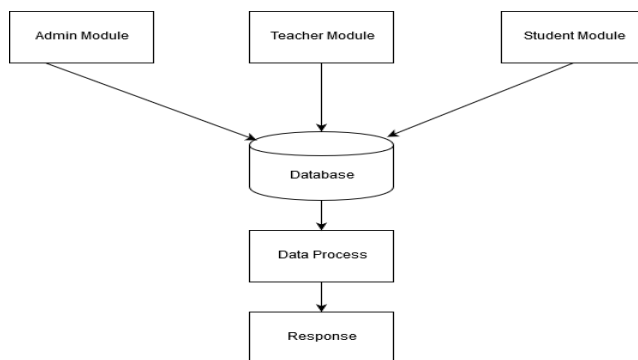 Admin Module
Teacher Module
Student Module
Database
Data Process
Response